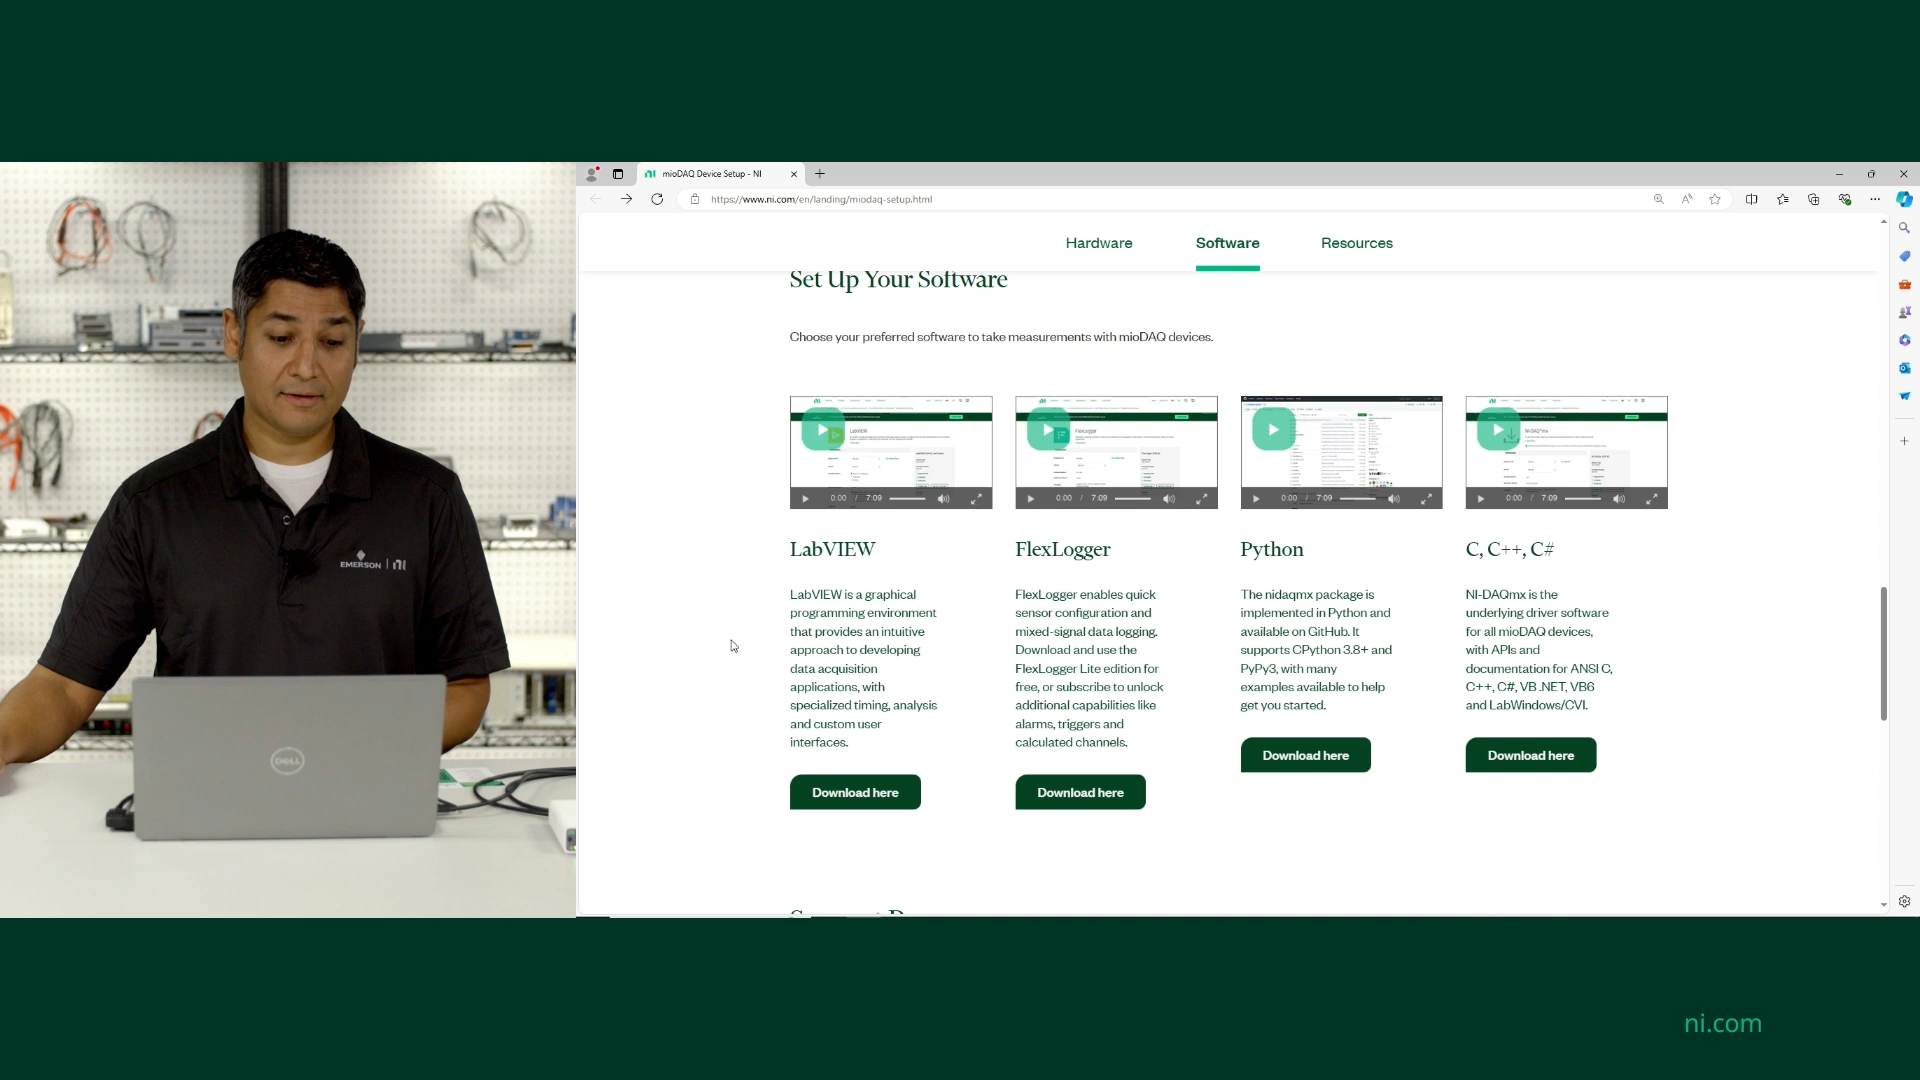 mioDAQ Device Setup - NI
https://www.ni.com/en/landing/miodaq-setup.html
Hardware
Software
Resources
Set Up Your Software
Choose your preferred software to take measurements with mioDAQ devices.
LabVIEW
0:00 / 7:09
FlexLogger
0:00 / 7:09
0:00 / 7:09
NI-DAQ™mx
0:00 / 7:09
LabVIEW
LabVIEW is a graphical
programming environment
that provides an intuitive
approach to developing
data acquisition
applications, with
specialized timing, analysis
and custom user
interfaces.
Download here
FlexLogger
FlexLogger enables quick
sensor configuration and
mixed-signal data logging.
Download and use the
FlexLogger Lite edition for
free, or subscribe to unlock
additional capabilities like
alarms, triggers and
calculated channels.
Download here
Python
The nidaqmx package is
implemented in Python and
available on GitHub. It
supports CPython 3.8+ and
PyPy3, with many
examples available to help
get you started.
Download here
C, C++, C#
NI-DAQmx is the
underlying driver software
for all mioDAQ devices,
with APIs and
documentation for ANSI C,
C++, C#, VB .NET, VB6
and LabWindows/CVI.
Download here
EMERSON | ni
DELL
ni.com